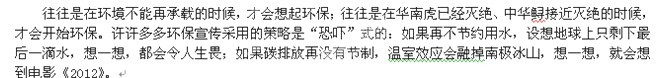 往往是在环境不能再承载的时候，才会想起环保；往往是在华南虎已经灭绝、中华鲟接近灭绝的时候，
才会开始环保。许许多多环保宣传采用的策略是“恐吓”式的：如果再不节约用水，设想地球上只剩下最
后一滴水，想一想，都会令人生畏；如果碳排放再没有节制，温室效应会融掉南极冰山，想一想，就会想
到电影《2012》。